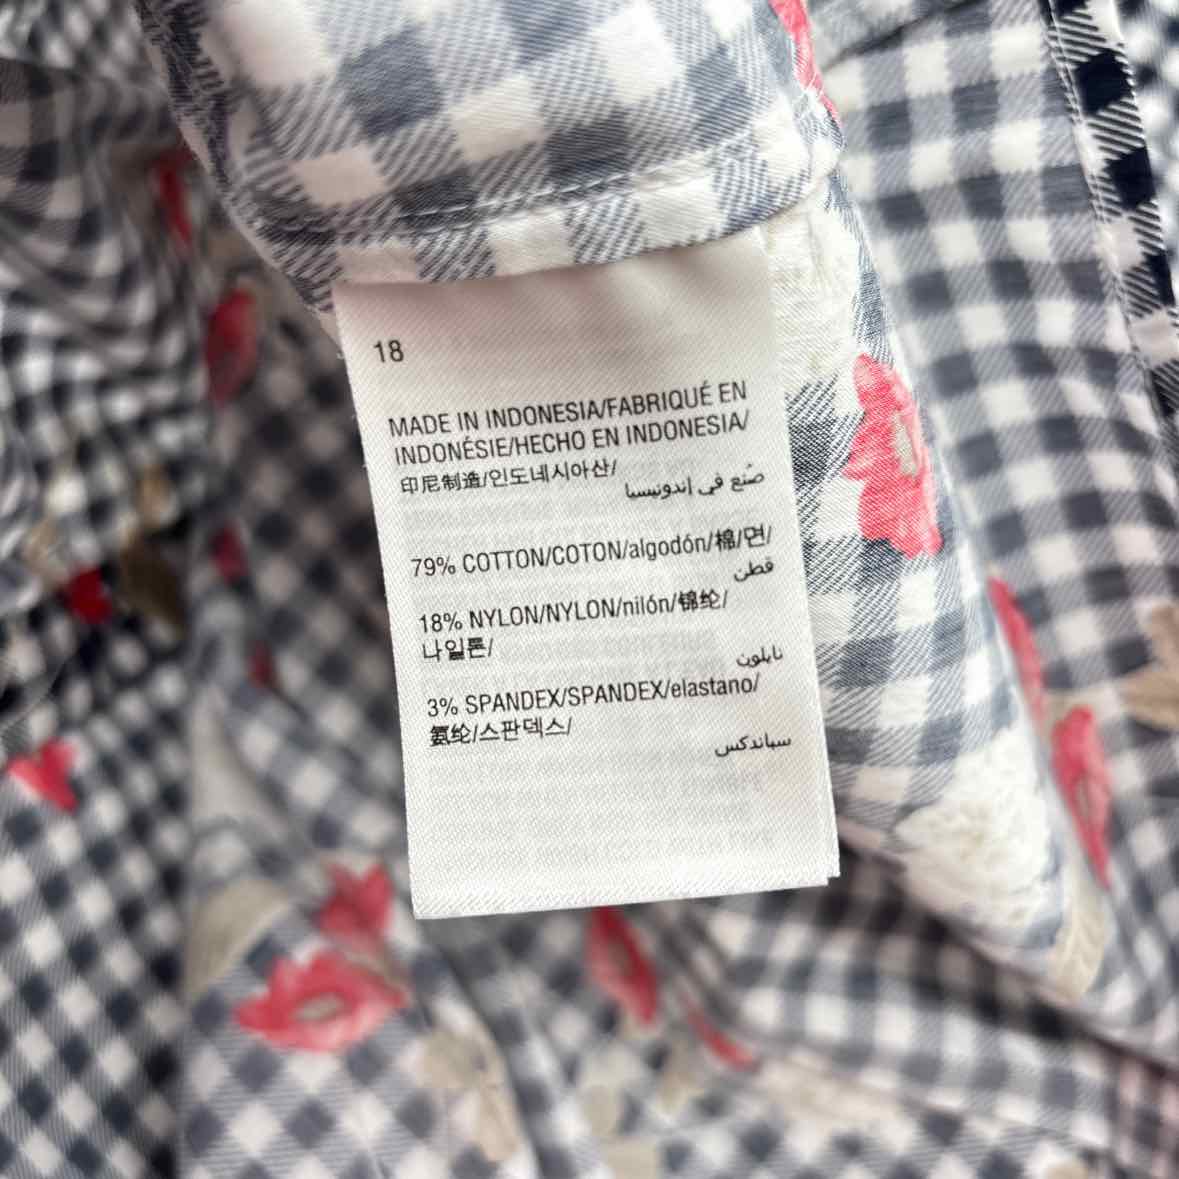 18
MADE IN INDONESIA/FABRIQUÉ EN
INDONÉSIE/HECHO EN INDONESIA/
印尼制造/인도네시아산/
صُنع في إندونيسيا
79% COTTON/COTON/algodón/棉/면/
قطن
18% NYLON/NYLON/nilón/锦纶/
나일론/
نايلون
3% SPANDEX/SPANDEX/elastano/
氨纶/스판덱스/
سباندكس